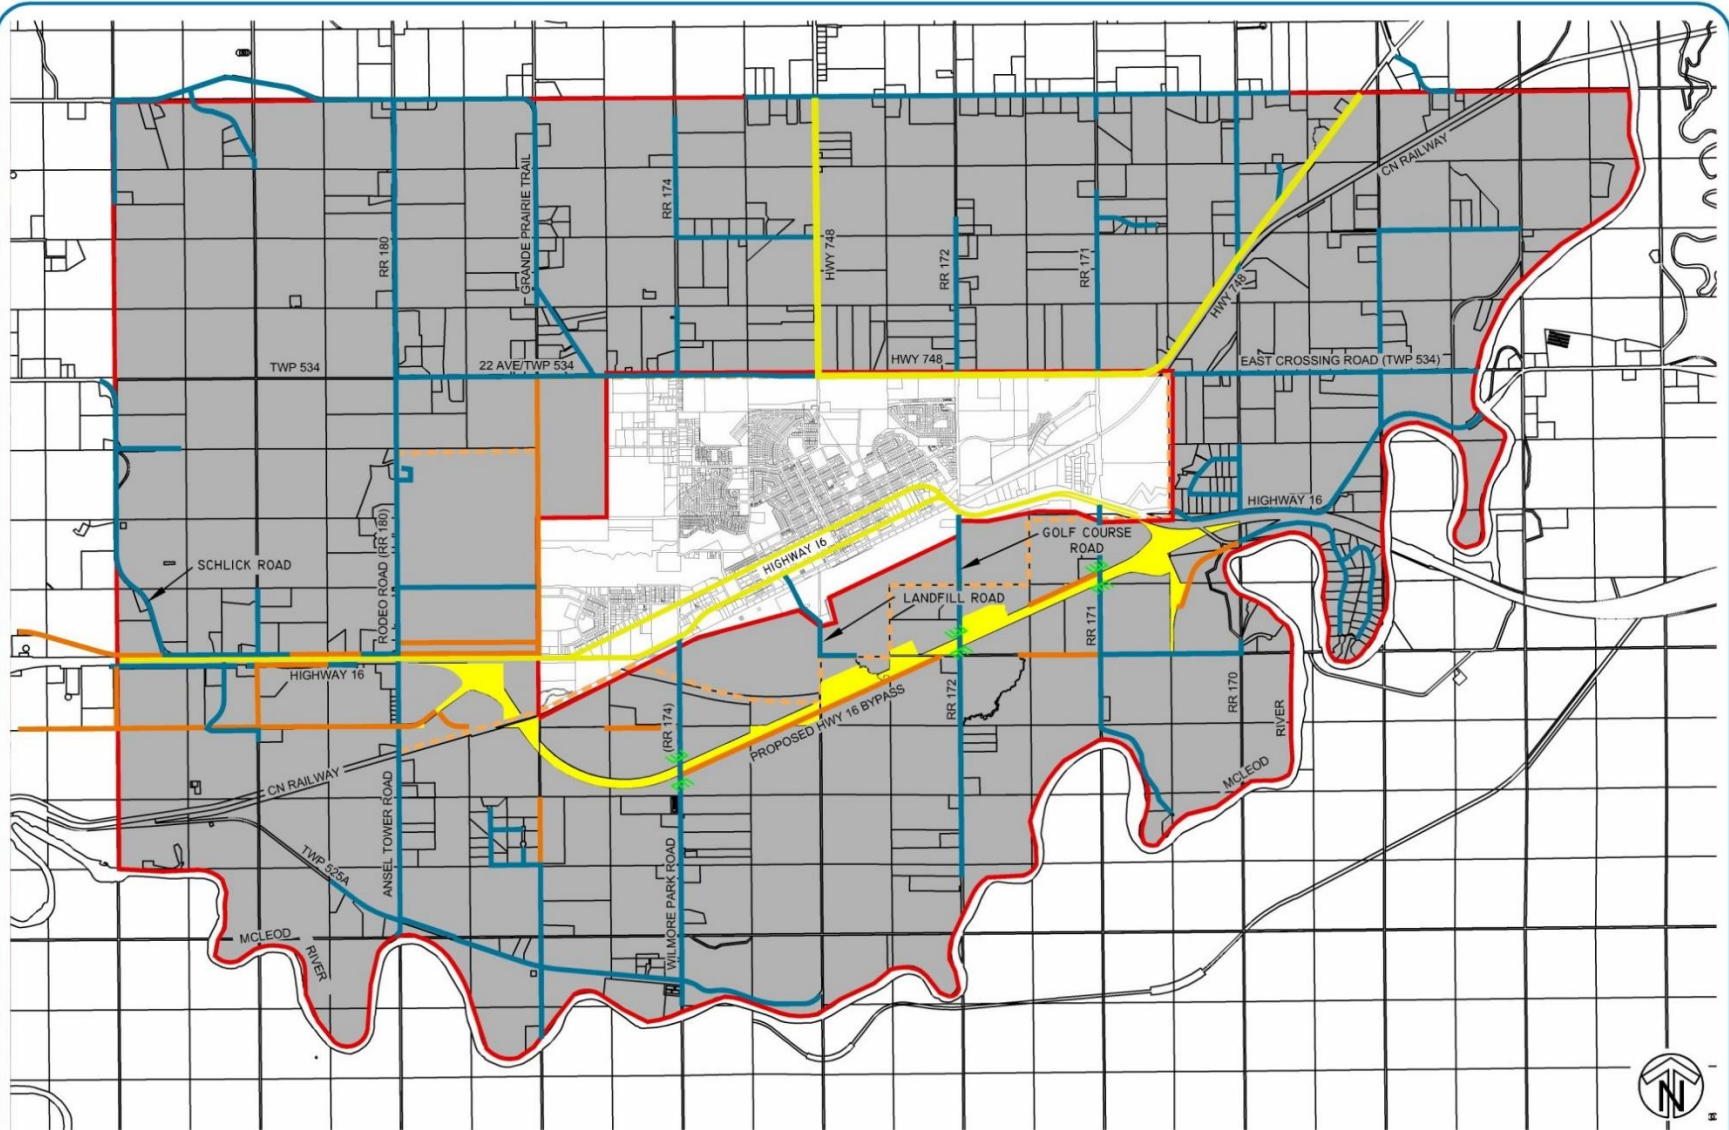 CN RAILWAY
GRANDE PRAIRIE TRAIL
RR 174
RR 180
HWY 748
RR 172
RR 171
HWY 748
TWP 534
22 AVE/TWP 534
HWY 748
EAST CROSSING ROAD (TWP 534)
HIGHWAY 16
RODEO ROAD (RR 180)
SCHLICK ROAD
HIGHWAY 16
GOLF COURSE
ROAD
LANDFILL ROAD
RR 171
HIGHWAY 16
RR 170
RR 172
RIVER
(RR 174)
PROPOSED HWY 16 BYPASS
MCLEOD
CN RAILWAY
ANSEL TOWER ROAD
TWP 525A
WILMORE PARK ROAD
MCLEOD
RIVER
N